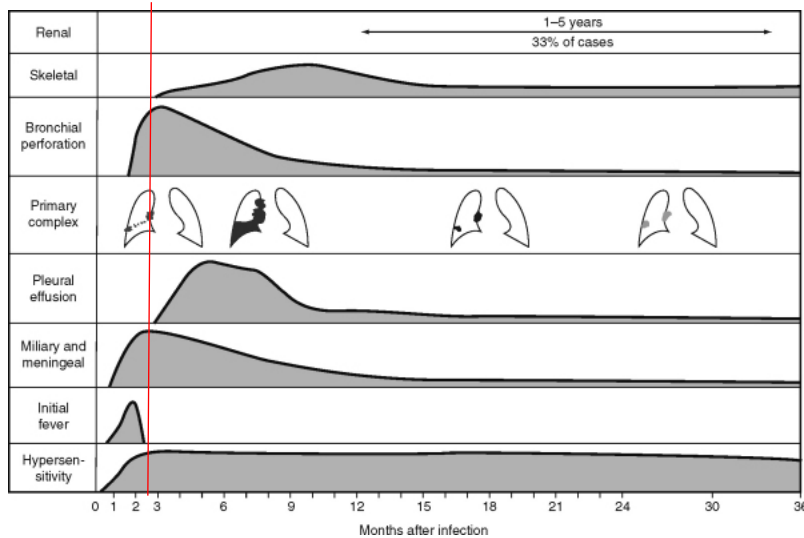 Renal
1–5 years
33% of cases
Skeletal
Bronchial
perforation
Primary
complex
Pleural
effusion
Miliary and
meningeal
Initial
fever
Hypersen-
sitivity
0 1 2 3 6 9 12 15 18 21 24 30 36
Months after infection